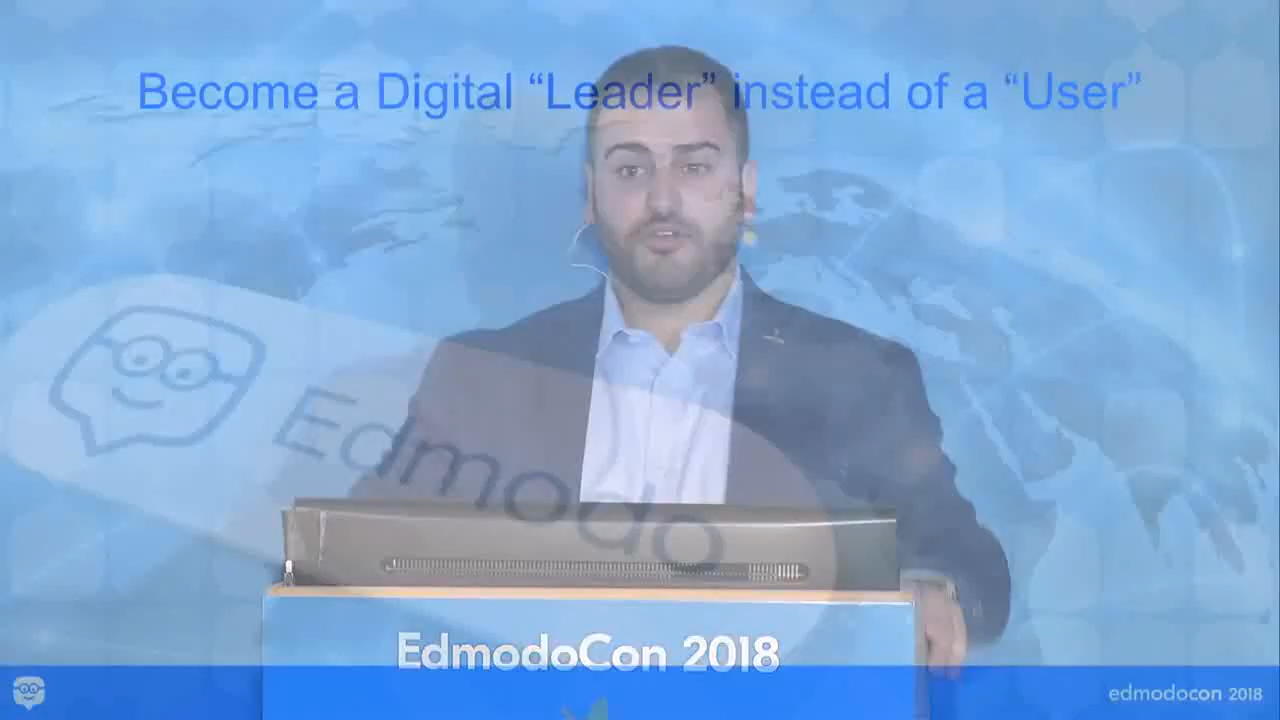 Become a Digital “Leader” instead of a “User”
Edmodo
EdmodoCon 2018
edmodocon 2018